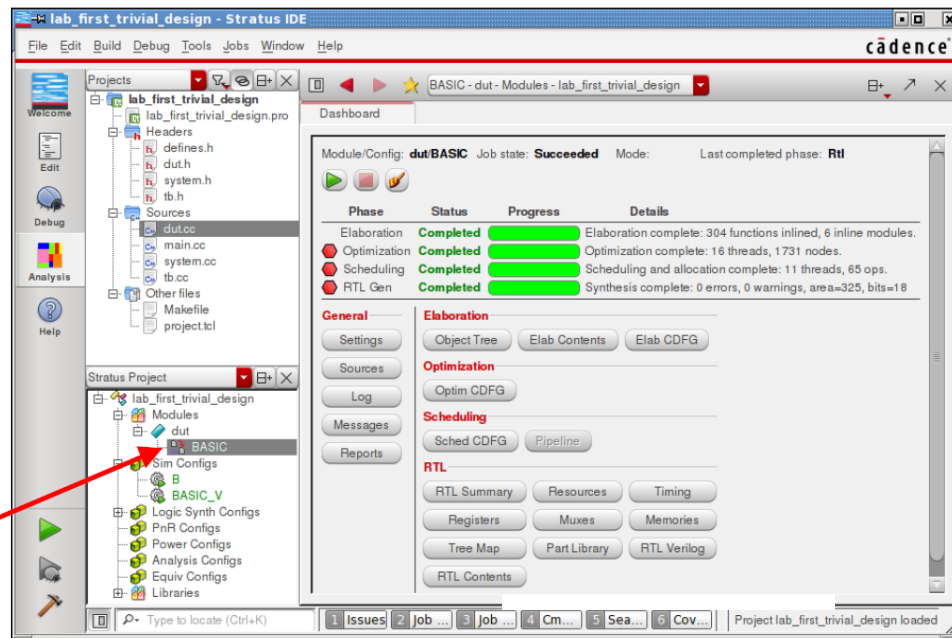 lab_first_trivial_design - Stratus IDE
File Edit Build Debug Tools Jobs Window Help
cādence
Projects
lab_first_trivial_design
lab_first_trivial_design.pro
Headers
defines.h
dut.h
system.h
tb.h
Sources
dut.cc
main.cc
system.cc
tb.cc
Other files
Makefile
project.tcl
Welcome
Edit
Debug
Analysis
Help
Stratus Project
lab_first_trivial_design
Modules
dut
BASIC
Sim Configs
B
BASIC_V
Logic Synth Configs
PnR Configs
Power Configs
Analysis Configs
Equiv Configs
Libraries
BASIC - dut - Modules - lab_first_trivial_design
Dashboard
Module/Config: dut/BASIC Job state: Succeeded Mode: Last completed phase: Rtl
Phase Status Progress Details
Elaboration Completed Elaboration complete: 304 functions inlined, 6 inline modules.
Optimization Completed Optimization complete: 16 threads, 1731 nodes.
Scheduling Completed Scheduling and allocation complete: 11 threads, 65 ops.
RTL Gen Completed Synthesis complete: 0 errors, 0 warnings, area=325, bits=18
General
Settings
Sources
Log
Messages
Reports
Elaboration
Object Tree Elab Contents Elab CDFG
Optimization
Optim CDFG
Scheduling
Sched CDFG Pipeline
RTL
RTL Summary Resources Timing
Registers Muxes Memories
Tree Map Part Library RTL Verilog
RTL Contents
Type to locate (Ctrl+K)
1 Issues 2 Job ... 3 Job ... 4 Cm... 5 Sea... 6 Cov...
Project lab_first_trivial_design loaded